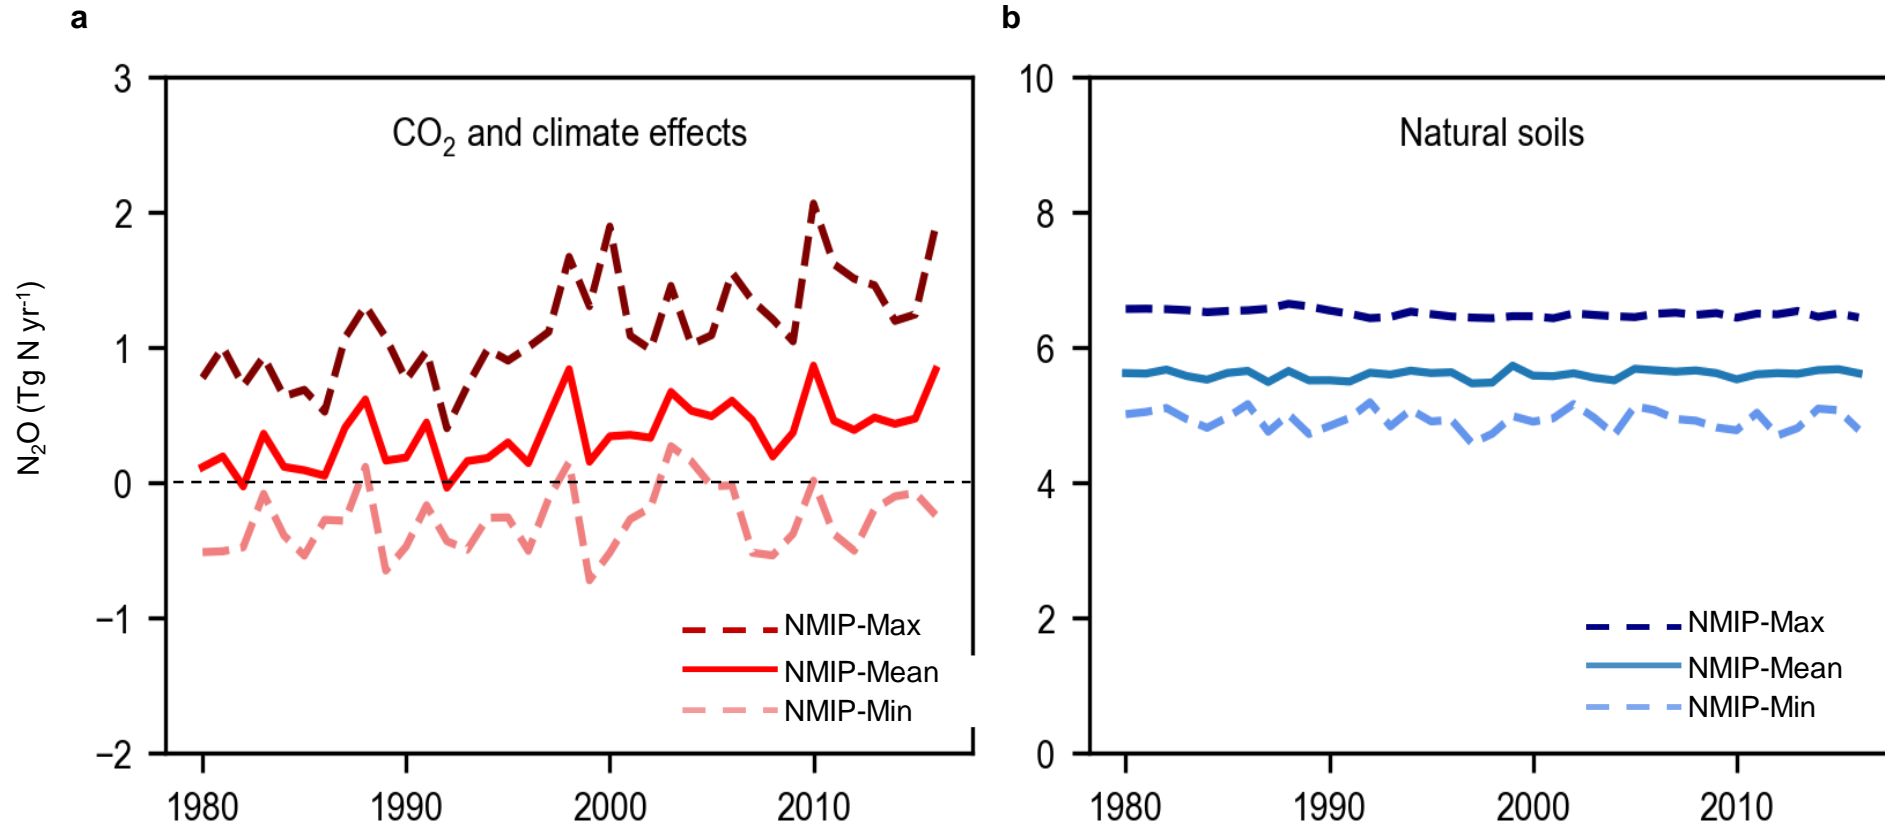 a
CO₂ and climate effects
N₂O (Tg N yr⁻¹)
3
2
1
0
−1
−2
1980 1990 2000 2010
NMIP-Max
NMIP-Mean
NMIP-Min
b
Natural soils
10
8
6
4
2
0
1980 1990 2000 2010
NMIP-Max
NMIP-Mean
NMIP-Min